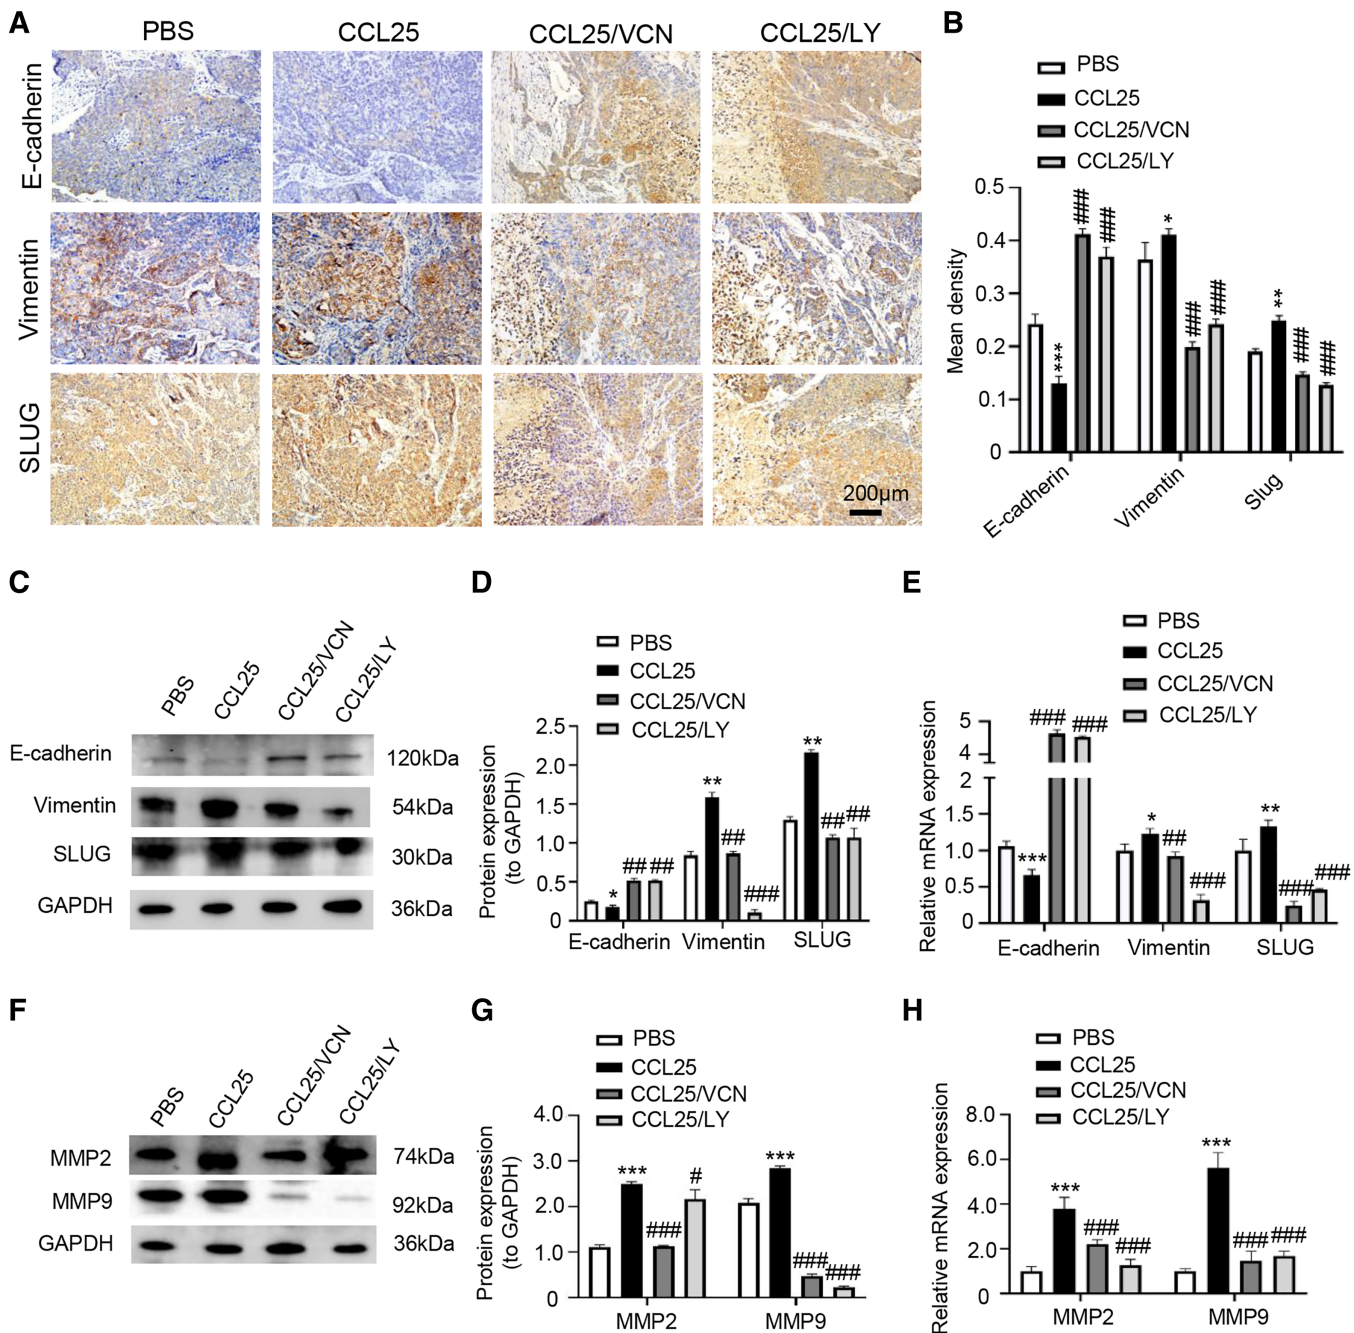 A
PBS CCL25 CCL25/VCN CCL25/LY
E-cadherin
Vimentin
SLUG
200μm
B
PBS
CCL25
CCL25/VCN
CCL25/LY
Mean density
0.5
0.4
0.3
0.2
0.1
0
*** ### ###
* ### ###
** ### ###
E-cadherin Vimentin Slug
C
PBS CCL25 CCL25/VCN CCL25/LY
E-cadherin 120kDa
Vimentin 54kDa
SLUG 30kDa
GAPDH 36kDa
D
PBS
CCL25
CCL25/VCN
CCL25/LY
Protein expression
(to GAPDH)
2.5
2.0
1.5
1.0
0.5
0
* ## ##
** ## ###
** ## ##
E-cadherin Vimentin SLUG
E
PBS
CCL25
CCL25/VCN
CCL25/LY
Relative mRNA expression
5
4
2
1.5
1.0
0.5
0
*** ### ###
* ## ###
** ### ###
E-cadherin Vimentin SLUG
F
PBS CCL25 CCL25/VCN CCL25/LY
MMP2 74kDa
MMP9 92kDa
GAPDH 36kDa
G
PBS
CCL25
CCL25/VCN
CCL25/LY
Protein expression
(to GAPDH)
4.0
3.0
2.0
1.0
0
*** ### #
*** ### ###
MMP2 MMP9
H
PBS
CCL25
CCL25/VCN
CCL25/LY
Relative mRNA expression
8.0
6.0
4.0
2.0
0
*** ### ###
*** ### ###
MMP2 MMP9